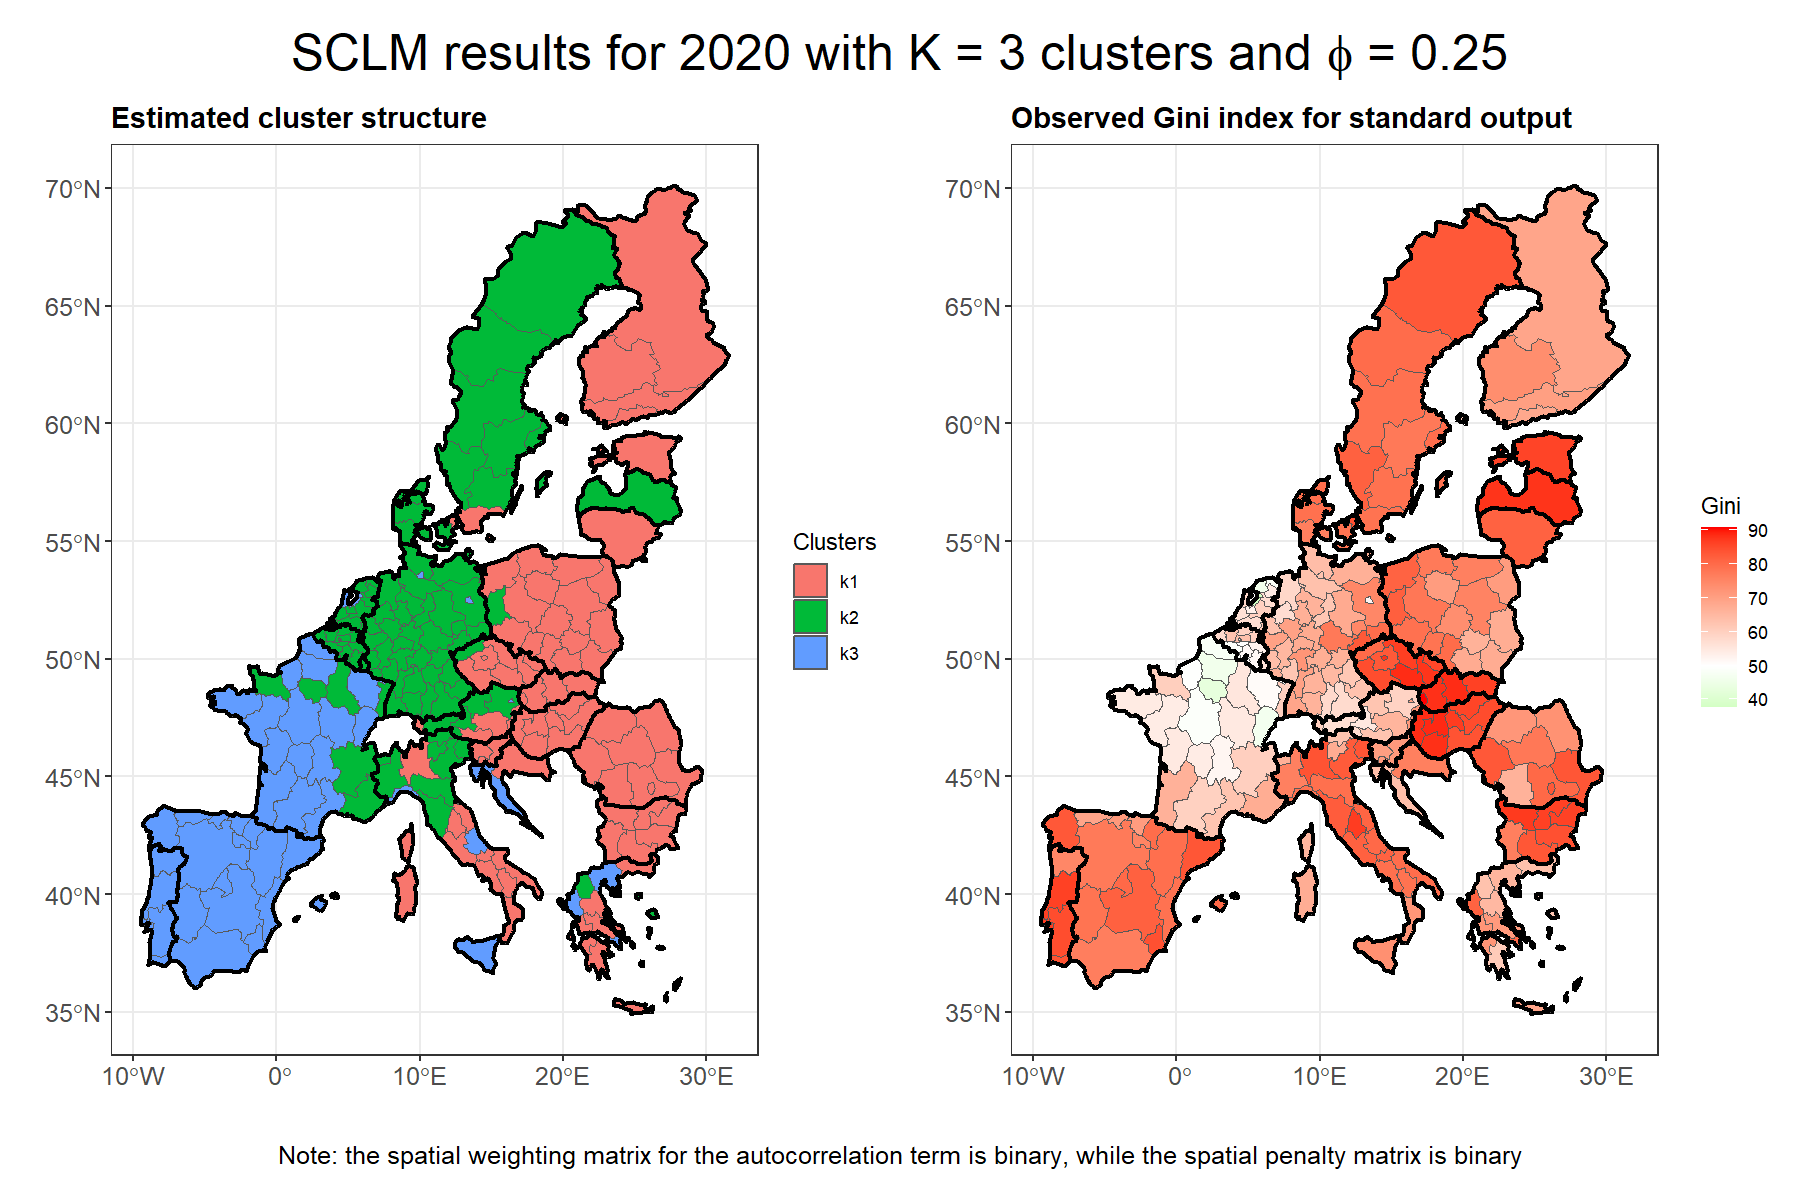 SCLM results for 2020 with K = 3 clusters and ϕ = 0.25
Estimated cluster structure
70°N
65°N
60°N
55°N
50°N
45°N
40°N
35°N
10°W
0°
10°E
20°E
30°E
Clusters
k1
k2
k3
Observed Gini index for standard output
70°N
65°N
60°N
55°N
50°N
45°N
40°N
35°N
10°W
0°
10°E
20°E
30°E
Gini
90
80
70
60
50
40
Note: the spatial weighting matrix for the autocorrelation term is binary, while the spatial penalty matrix is binary